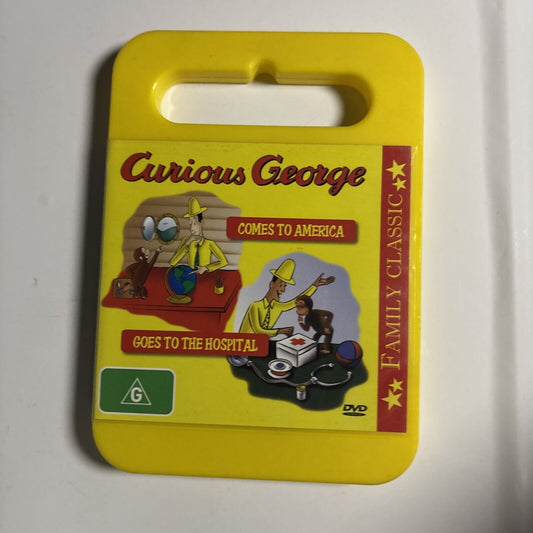 Curious George
COMES TO AMERICA
GOES TO THE HOSPITAL
FAMILY CLASSIC
G
DVD